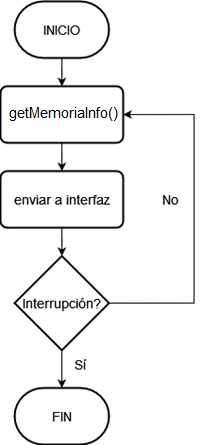 INICIO
getMemoriaInfo()
enviar a interfaz
No
Interrupción?
Sí
FIN